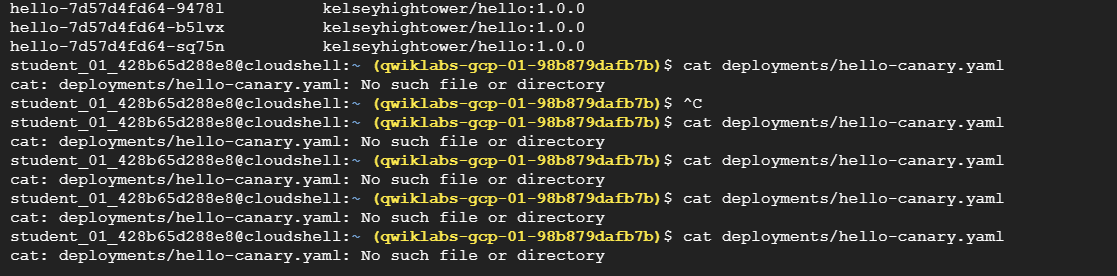 hello-7d57d4fd64-9478l          kelseyhightower/hello:1.0.0
hello-7d57d4fd64-b5lvx          kelseyhightower/hello:1.0.0
hello-7d57d4fd64-sq75n          kelseyhightower/hello:1.0.0
student_01_428b65d288e8@cloudshell:~ (qwiklabs-gcp-01-98b879dafb7b)$ cat deployments/hello-canary.yaml
cat: deployments/hello-canary.yaml: No such file or directory
student_01_428b65d288e8@cloudshell:~ (qwiklabs-gcp-01-98b879dafb7b)$ ^C
student_01_428b65d288e8@cloudshell:~ (qwiklabs-gcp-01-98b879dafb7b)$ cat deployments/hello-canary.yaml
cat: deployments/hello-canary.yaml: No such file or directory
student_01_428b65d288e8@cloudshell:~ (qwiklabs-gcp-01-98b879dafb7b)$ cat deployments/hello-canary.yaml
cat: deployments/hello-canary.yaml: No such file or directory
student_01_428b65d288e8@cloudshell:~ (qwiklabs-gcp-01-98b879dafb7b)$ cat deployments/hello-canary.yaml
cat: deployments/hello-canary.yaml: No such file or directory
student_01_428b65d288e8@cloudshell:~ (qwiklabs-gcp-01-98b879dafb7b)$ cat deployments/hello-canary.yaml
cat: deployments/hello-canary.yaml: No such file or directory